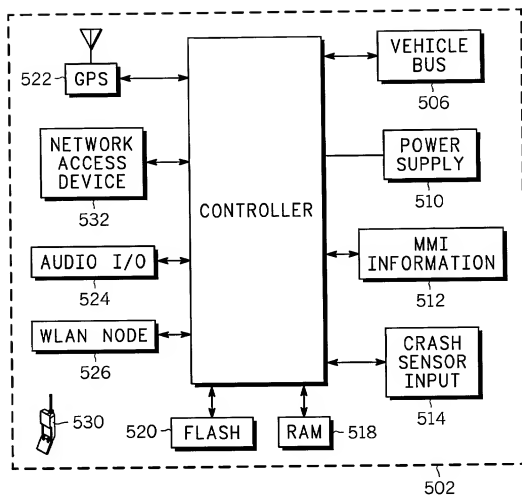 522
GPS
NETWORK
ACCESS
DEVICE
532
AUDIO I/O
524
WLAN NODE
526
530
CONTROLLER
520
FLASH
RAM
518
VEHICLE
BUS
506
POWER
SUPPLY
510
MMI
INFORMATION
512
CRASH
SENSOR
INPUT
514
502